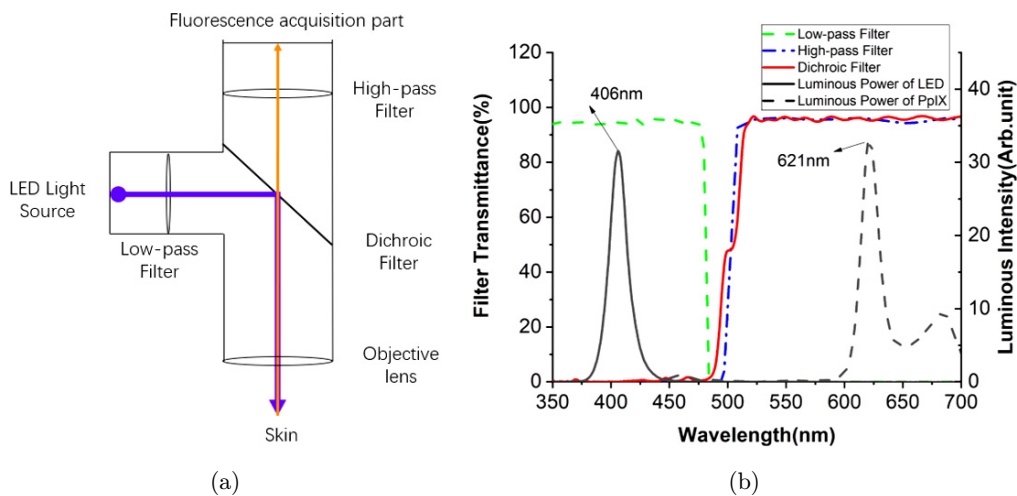 Fluorescence acquisition part
High-pass
Filter
LED Light
Source
Low-pass
Filter
Dichroic
Filter
Objective
lens
Skin
(a)
Low-pass Filter
High-pass Filter
Dichroic Filter
Luminous Power of LED
Luminous Power of PpIX
406nm
621nm
Filter Transmittance(%)
120
100
80
60
40
20
0
Luminous Intensity(Arb.unit)
40
30
20
10
0
350 400 450 500 550 600 650 700
Wavelength(nm)
(b)